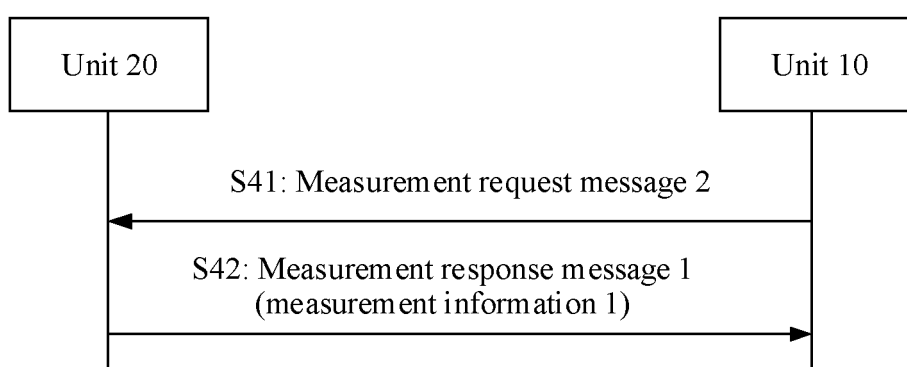 Unit 20
Unit 10
S41: Measurement request message 2
S42: Measurement response message 1
(measurement information 1)